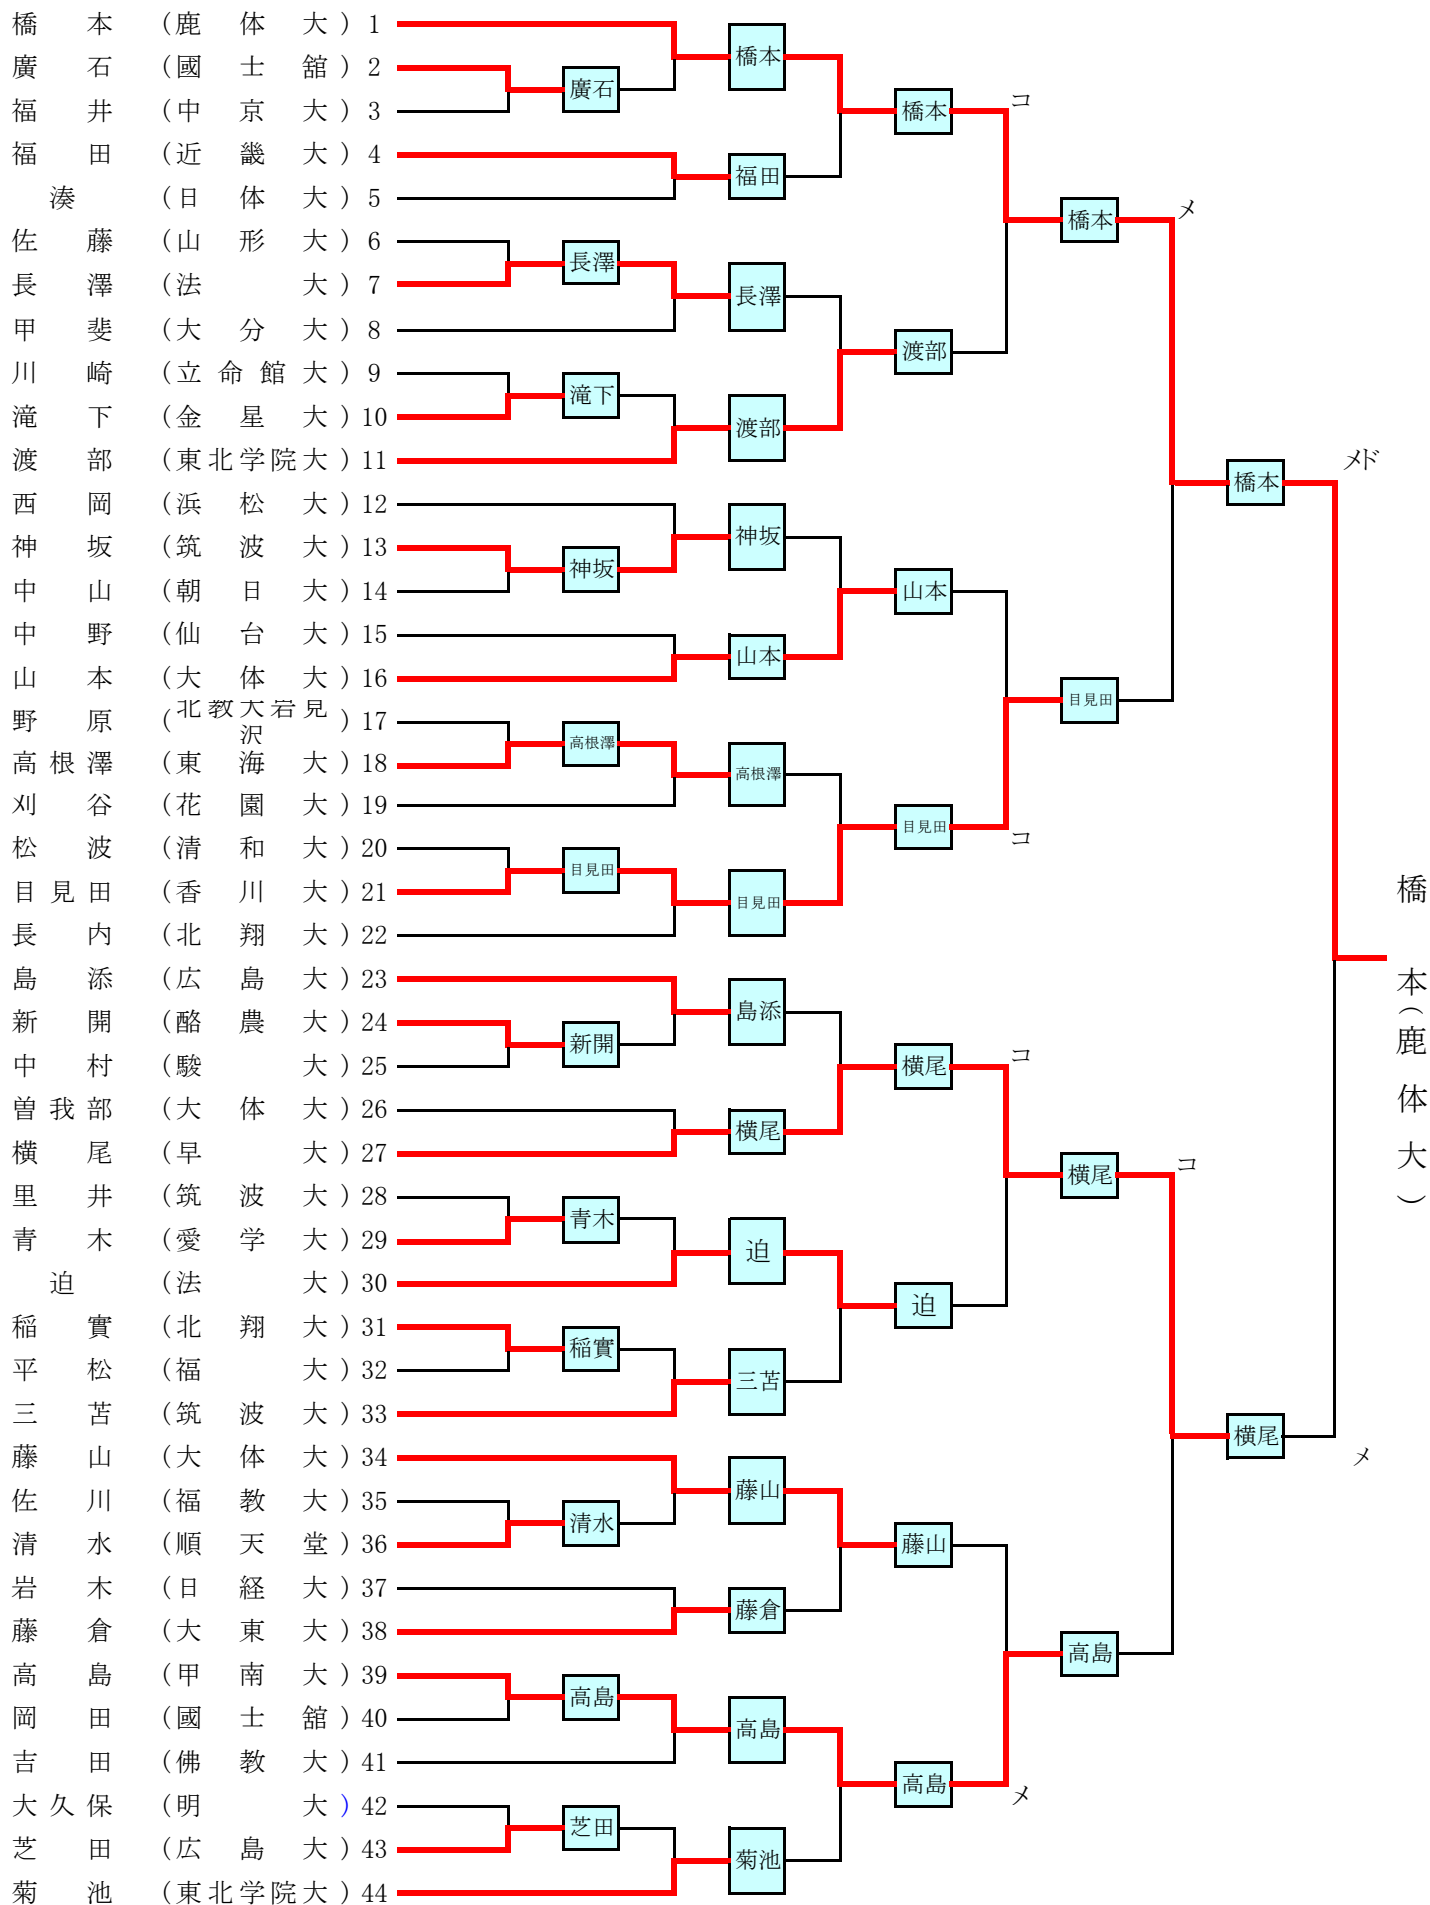 橋本（鹿体大）1
廣石（國士舘）2
福井（中京大）3
福田（近畿大）4
湊（日体大）5
佐藤（山形大）6
長澤（法大）7
甲斐（大分大）8
川崎（立命館大）9
滝下（金星大）10
渡部（東北学院大）11
西岡（浜松大）12
神坂（筑波大）13
中山（朝日大）14
中野（仙台大）15
山本（大体大）16
野原（北教大岩見沢）17
高根澤（東海大）18
刈谷（花園大）19
松波（清和大）20
目見田（香川大）21
長内（北翔大）22
島添（広島大）23
新開（酪農大）24
中村（駿大）25
曽我部（大体大）26
横尾（早大）27
里井（筑波大）28
青木（愛学大）29
迫（法大）30
稲實（北翔大）31
平松（福大）32
三苫（筑波大）33
藤山（大体大）34
佐川（福教大）35
清水（順天堂）36
岩木（日経大）37
藤倉（大東大）38
高島（甲南大）39
岡田（國士舘）40
吉田（佛教大）41
大久保（明大）42
芝田（広島大）43
菊池（東北学院大）44
廣石
長澤
滝下
神坂
高根澤
目見田
新開
青木
稲實
清水
高島
芝田
橋本
福田
長澤
渡部
神坂
山本
高根澤
目見田
島添
横尾
迫
三苫
藤山
藤倉
高島
菊池
橋本
渡部
山本
目見田
横尾
迫
藤山
高島
コ
コ
コ
メ
橋本
目見田
横尾
高島
メ
コ
橋本
横尾
メド
メ
橋本（鹿体大）